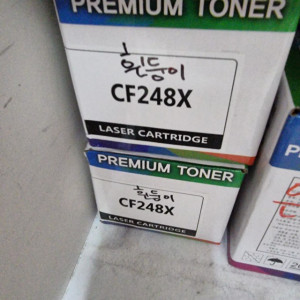 PREMIUM TONER
흰둥이
CF248X
LASER CARTRIDGE
PREMIUM TONER
흰둥이
CF248X
LASER CARTRIDGE
P